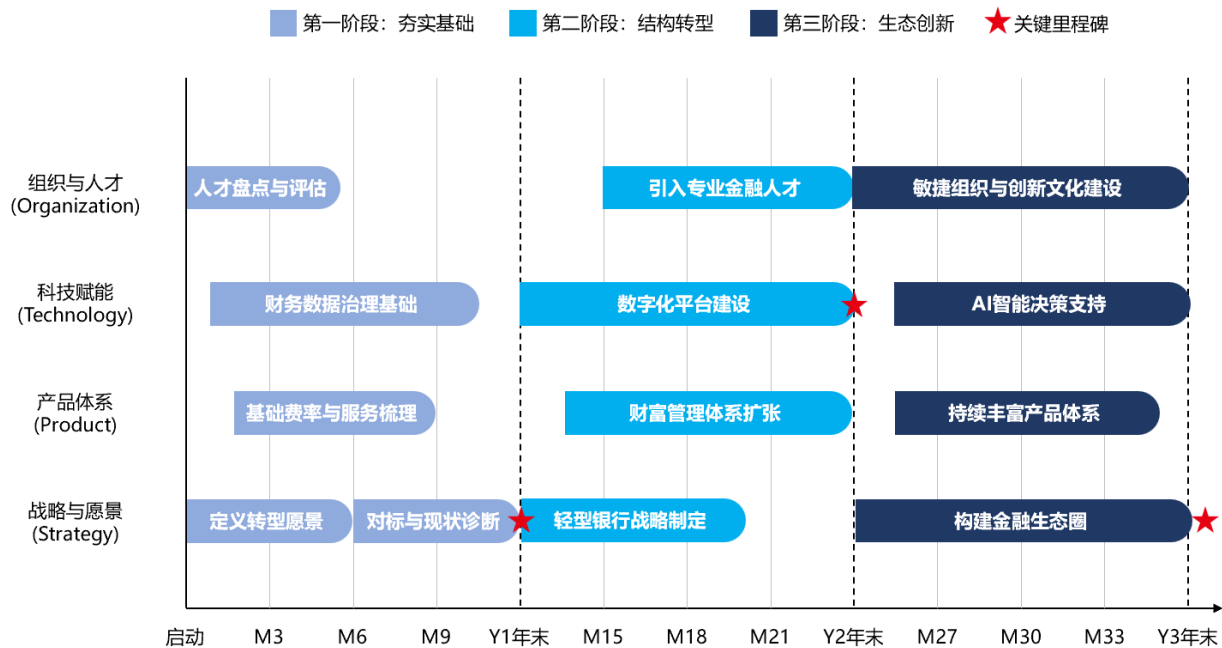 第一阶段：夯实基础
第二阶段：结构转型
第三阶段：生态创新
关键里程碑
组织与人才
(Organization)
人才盘点与评估
引入专业金融人才
敏捷组织与创新文化建设
科技赋能
(Technology)
财务数据治理基础
数字化平台建设
AI智能决策支持
产品体系
(Product)
基础费率与服务梳理
财富管理体系扩张
持续丰富产品体系
战略与愿景
(Strategy)
定义转型愿景
对标与现状诊断
轻型银行战略制定
构建金融生态圈
启动
M3
M6
M9
Y1年末
M15
M18
M21
Y2年末
M27
M30
M33
Y3年末